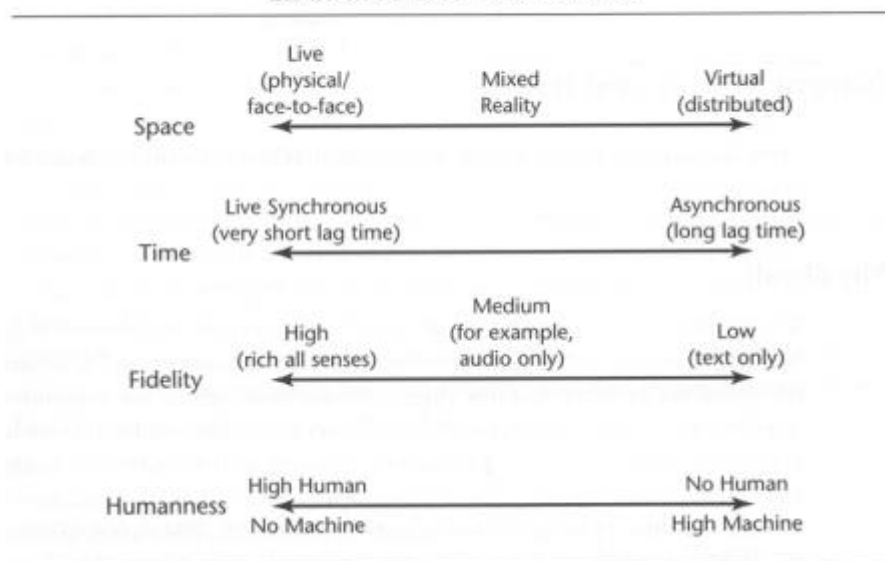 Live
(physical/
face-to-face)
Mixed
Reality
Virtual
(distributed)
Space
Live Synchronous
(very short lag time)
Asynchronous
(long lag time)
Time
High
(rich all senses)
Medium
(for example,
audio only)
Low
(text only)
Fidelity
High Human
No Machine
No Human
High Machine
Humanness